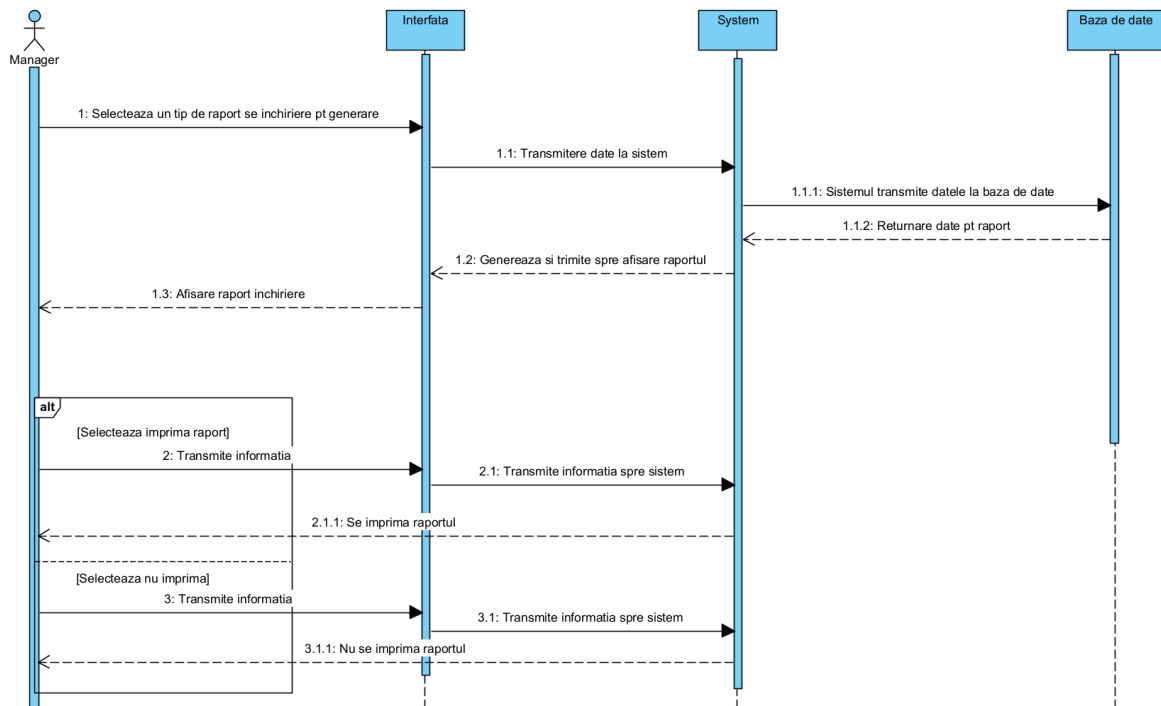 Interfata
System
Baza de date
Manager
1: Selecteaza un tip de raport se inchiriere pt generare
1.1: Transmitere date la sistem
1.1.1: Sistemul transmite datele la baza de date
1.1.2: Returnare date pt raport
1.2: Genereaza si trimite spre afisare raportul
1.3: Afisare raport inchiriere
alt
[Selecteaza imprima raport]
2: Transmite informatia
2.1: Transmite informatia spre sistem
2.1.1: Se imprima raportul
[Selecteaza nu imprima]
3: Transmite informatia
3.1: Transmite informatia spre sistem
3.1.1: Nu se imprima raportul